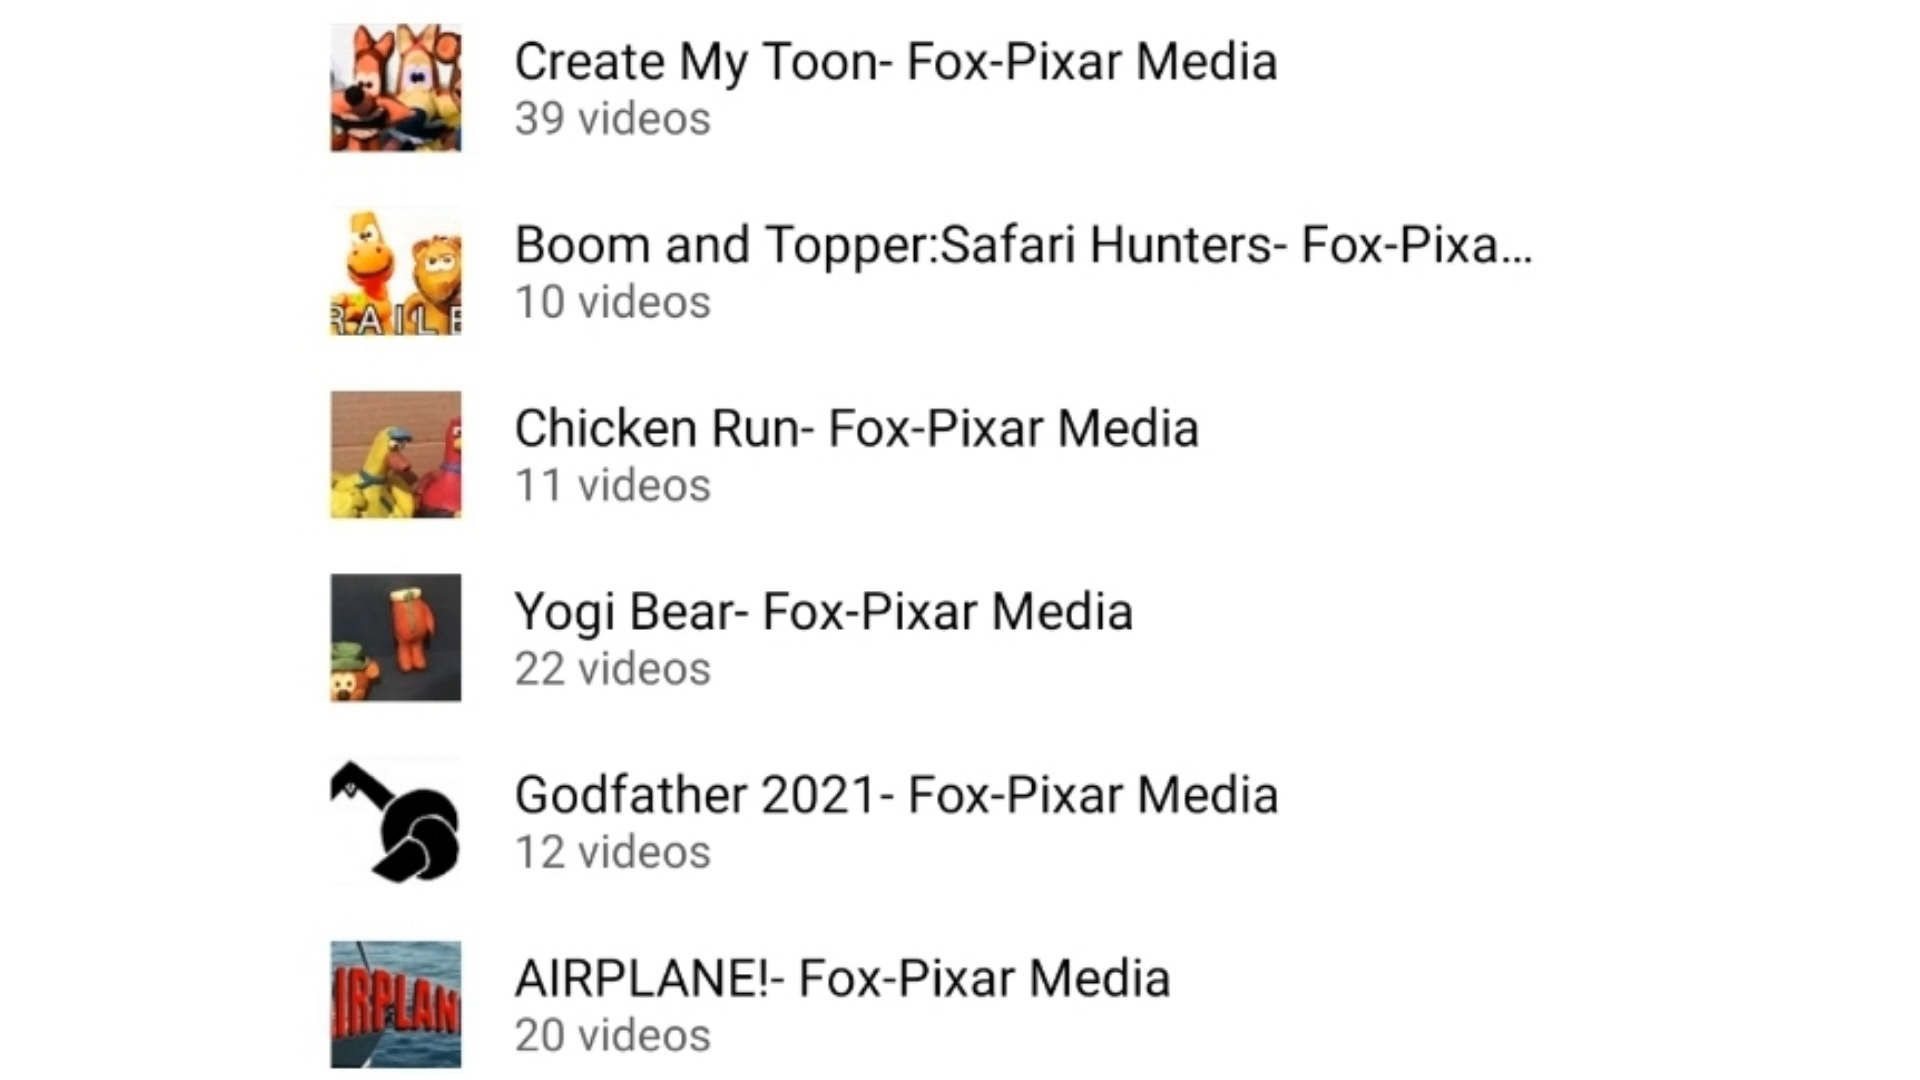 Create My Toon- Fox-Pixar Media
39 videos
Boom and Topper:Safari Hunters- Fox-Pixa...
RAILE
10 videos
Chicken Run- Fox-Pixar Media
11 videos
Yogi Bear- Fox-Pixar Media
22 videos
Godfather 2021- Fox-Pixar Media
12 videos
AIRPLANE!- Fox-Pixar Media
IRPLAN
20 videos